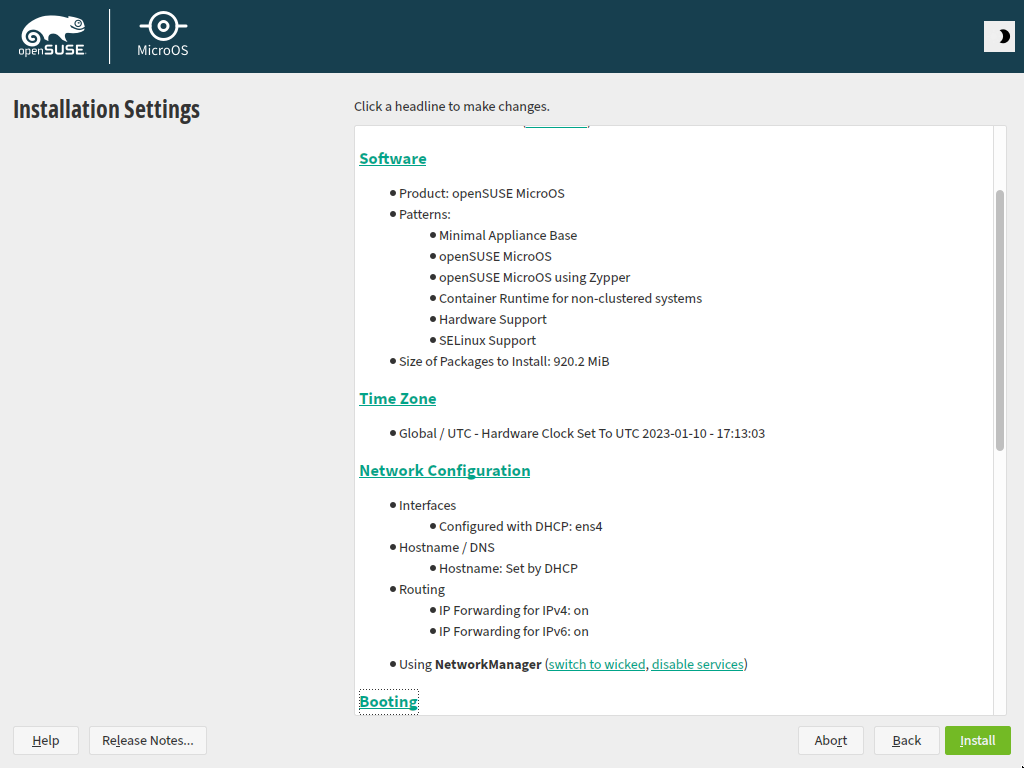 openSUSE
MicroOS
Installation Settings
Click a headline to make changes.
Software
Product: openSUSE MicroOS
Patterns:
Minimal Appliance Base
openSUSE MicroOS
openSUSE MicroOS using Zypper
Container Runtime for non-clustered systems
Hardware Support
SELinux Support
Size of Packages to Install: 920.2 MiB
Time Zone
Global / UTC - Hardware Clock Set To UTC 2023-01-10 - 17:13:03
Network Configuration
Interfaces
Configured with DHCP: ens4
Hostname / DNS
Hostname: Set by DHCP
Routing
IP Forwarding for IPv4: on
IP Forwarding for IPv6: on
Using NetworkManager (switch to wicked, disable services)
Booting
Help
Release Notes...
Abort
Back
Install